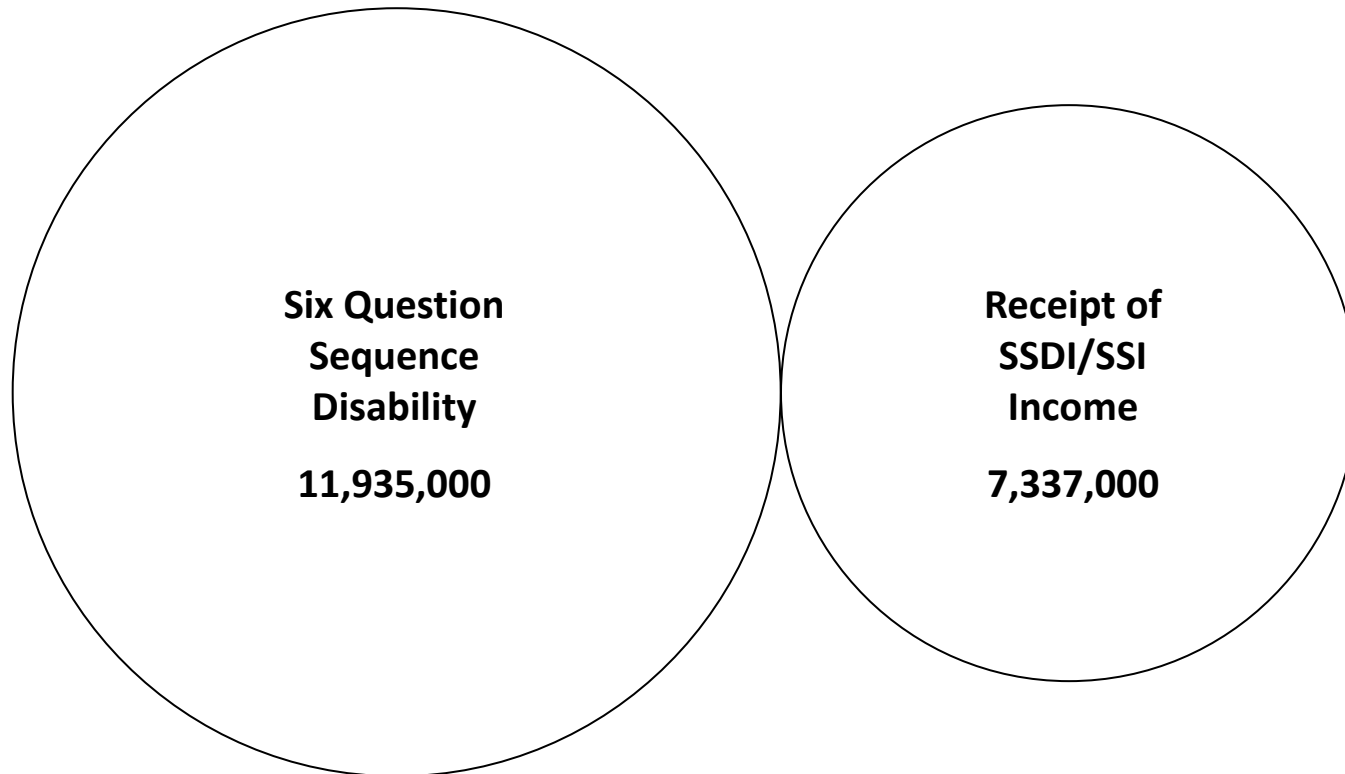 Six Question
Sequence
Disability
11,935,000
Receipt of
SSDI/SSI
Income
7,337,000